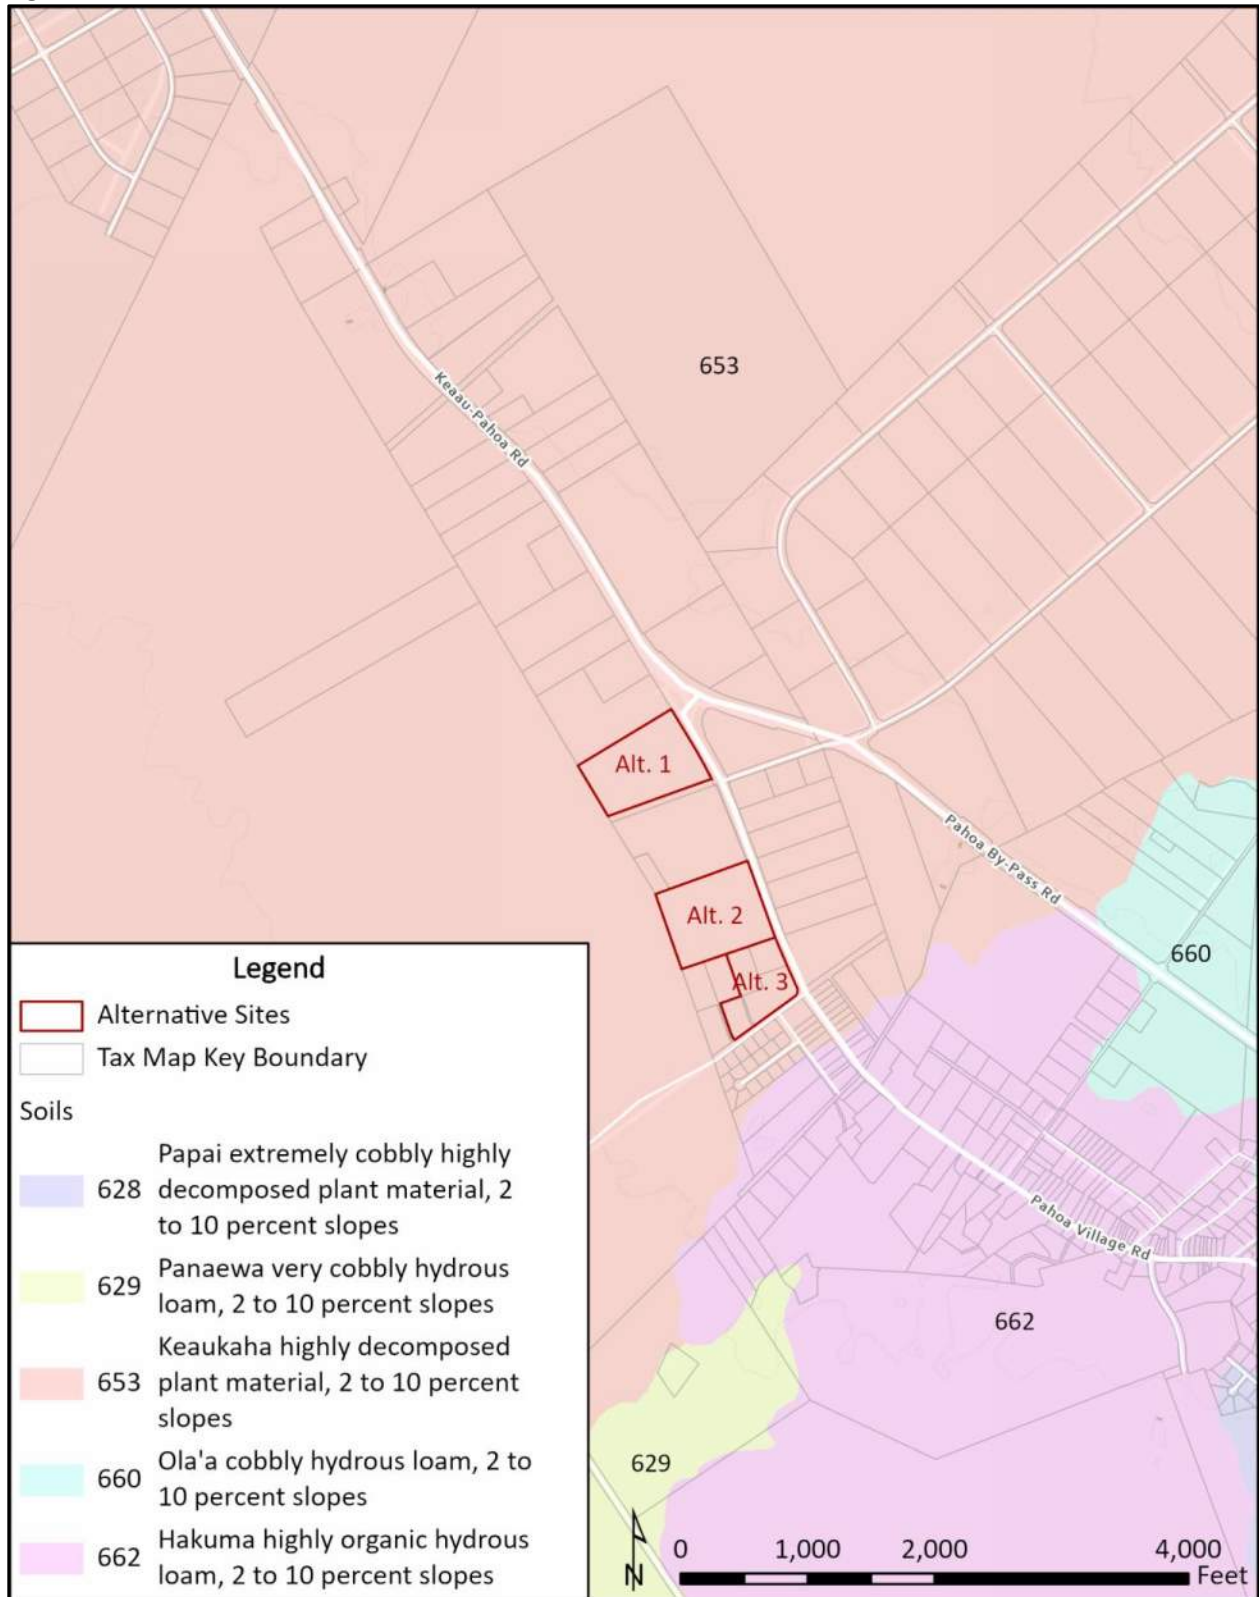 653
Keaau-Pahoa Rd
Alt. 1
Pahoa By-Pass Rd
Alt. 2
660
Alt. 3
Pahoa Village Rd
662
629
Legend
Alternative Sites
Tax Map Key Boundary
Soils
628 Papai extremely cobbly highly
decomposed plant material, 2
to 10 percent slopes
629 Panaewa very cobbly hydrous
loam, 2 to 10 percent slopes
653 Keaukaha highly decomposed
plant material, 2 to 10 percent
slopes
660 Ola'a cobbly hydrous loam, 2 to
10 percent slopes
662 Hakuma highly organic hydrous
loam, 2 to 10 percent slopes
N
0 1,000 2,000 4,000
Feet